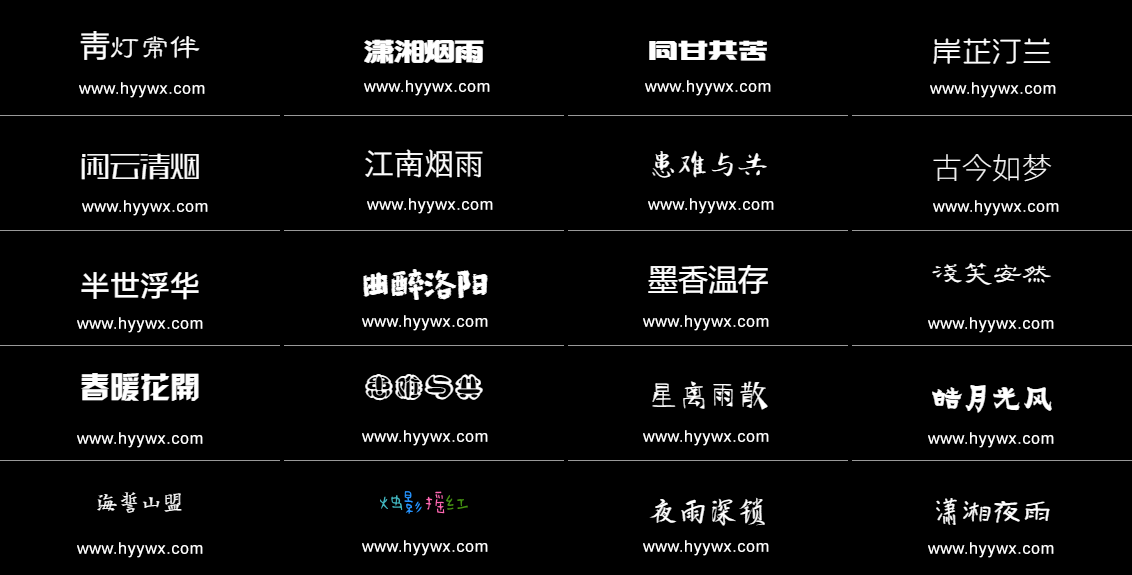 青灯常伴
潇湘烟雨
同甘共苦
岸芷汀兰
www.hyywx.com
www.hyywx.com
www.hyywx.com
www.hyywx.com
闲云清烟
江南烟雨
患难与共
古今如梦
www.hyywx.com
www.hyywx.com
www.hyywx.com
www.hyywx.com
半世浮华
曲醉洛阳
墨香温存
浅笑安然
www.hyywx.com
www.hyywx.com
www.hyywx.com
www.hyywx.com
春暖花開
患难与共
星离雨散
皓月光风
www.hyywx.com
www.hyywx.com
www.hyywx.com
www.hyywx.com
海誓山盟
烛影摇红
夜雨深锁
潇湘夜雨
www.hyywx.com
www.hyywx.com
www.hyywx.com
www.hyywx.com